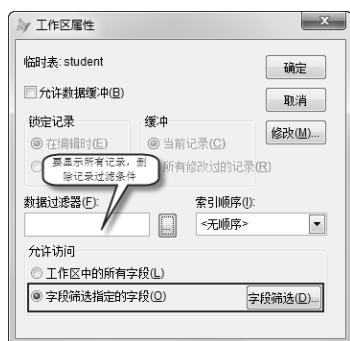 工作区属性
临时表: student
确定
允许数据缓冲(B)
取消
锁定记录
缓冲
修改(M)...
在编辑时(E)
当前记录(C)
要显示所有记录，删
除记录过滤条件
所有修改过的记录(R)
数据过滤器(F):
索引顺序(I):
...
<无顺序>
允许访问
工作区中的所有字段(L)
字段筛选指定的字段(O)
字段筛选(D)...